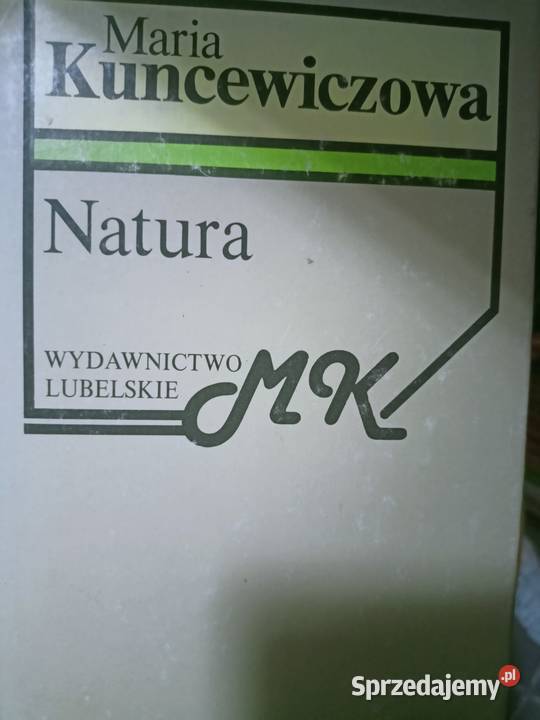 Maria
Kuncewiczowa
Natura
WYDAWNICTWO
LUBELSKIE
MK
Sprzedajemy.pl